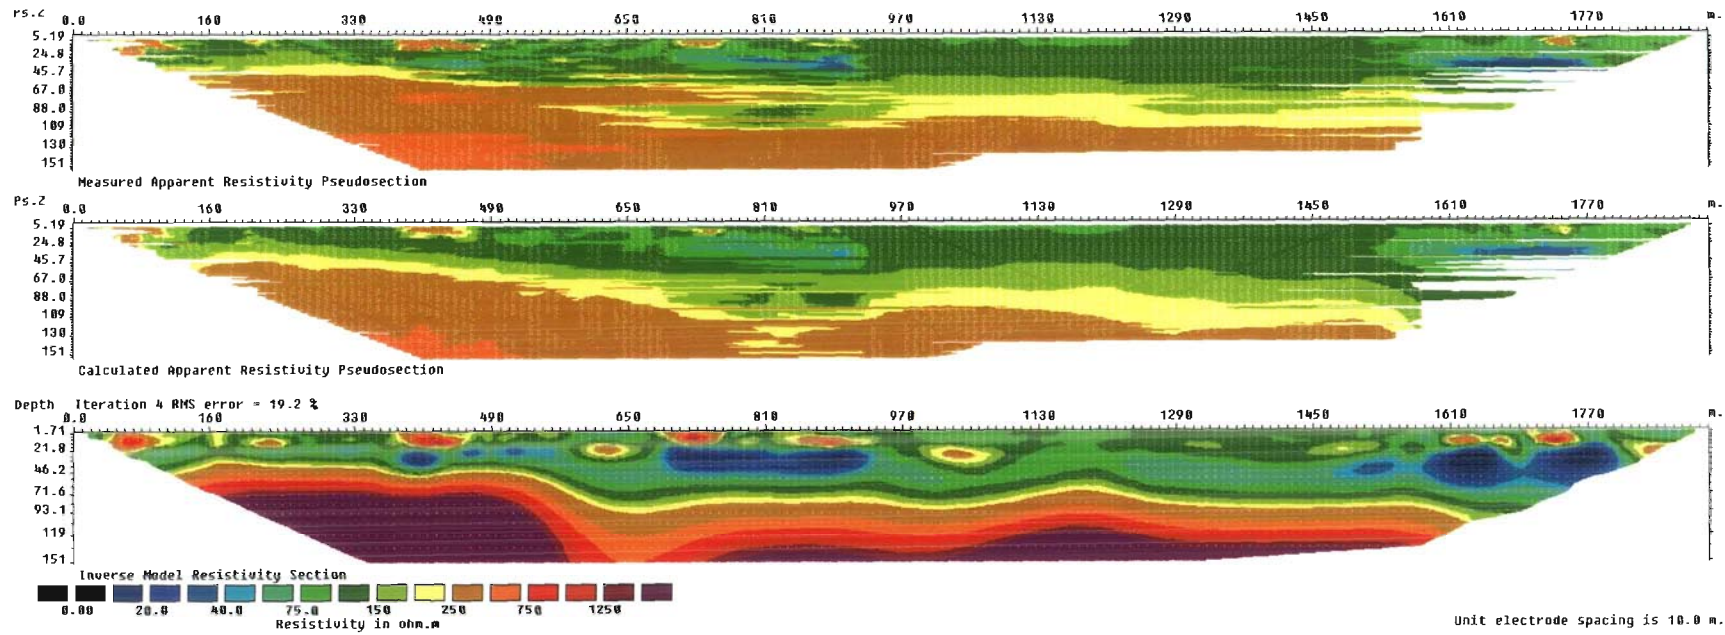 Ps.Z 0.0 160 330 490 650 810 970 1130 1290 1450 1610 1770 m.
5.19
24.8
45.7
67.0
88.0
109
130
151
Measured Apparent Resistivity Pseudosection
Ps.Z 0.0 160 330 490 650 810 970 1130 1290 1450 1610 1770 m.
5.19
24.8
45.7
67.0
88.0
109
130
151
Calculated Apparent Resistivity Pseudosection
Depth Iteration 4 RMS error = 19.2 %
0.0 160 330 490 650 810 970 1130 1290 1450 1610 1770 m.
1.71
21.8
46.2
71.6
93.1
119
151
Inverse Model Resistivity Section
0.00 20.0 40.0 75.0 150 250 750 1250
Resistivity in ohm.m
Unit electrode spacing is 10.0 m.